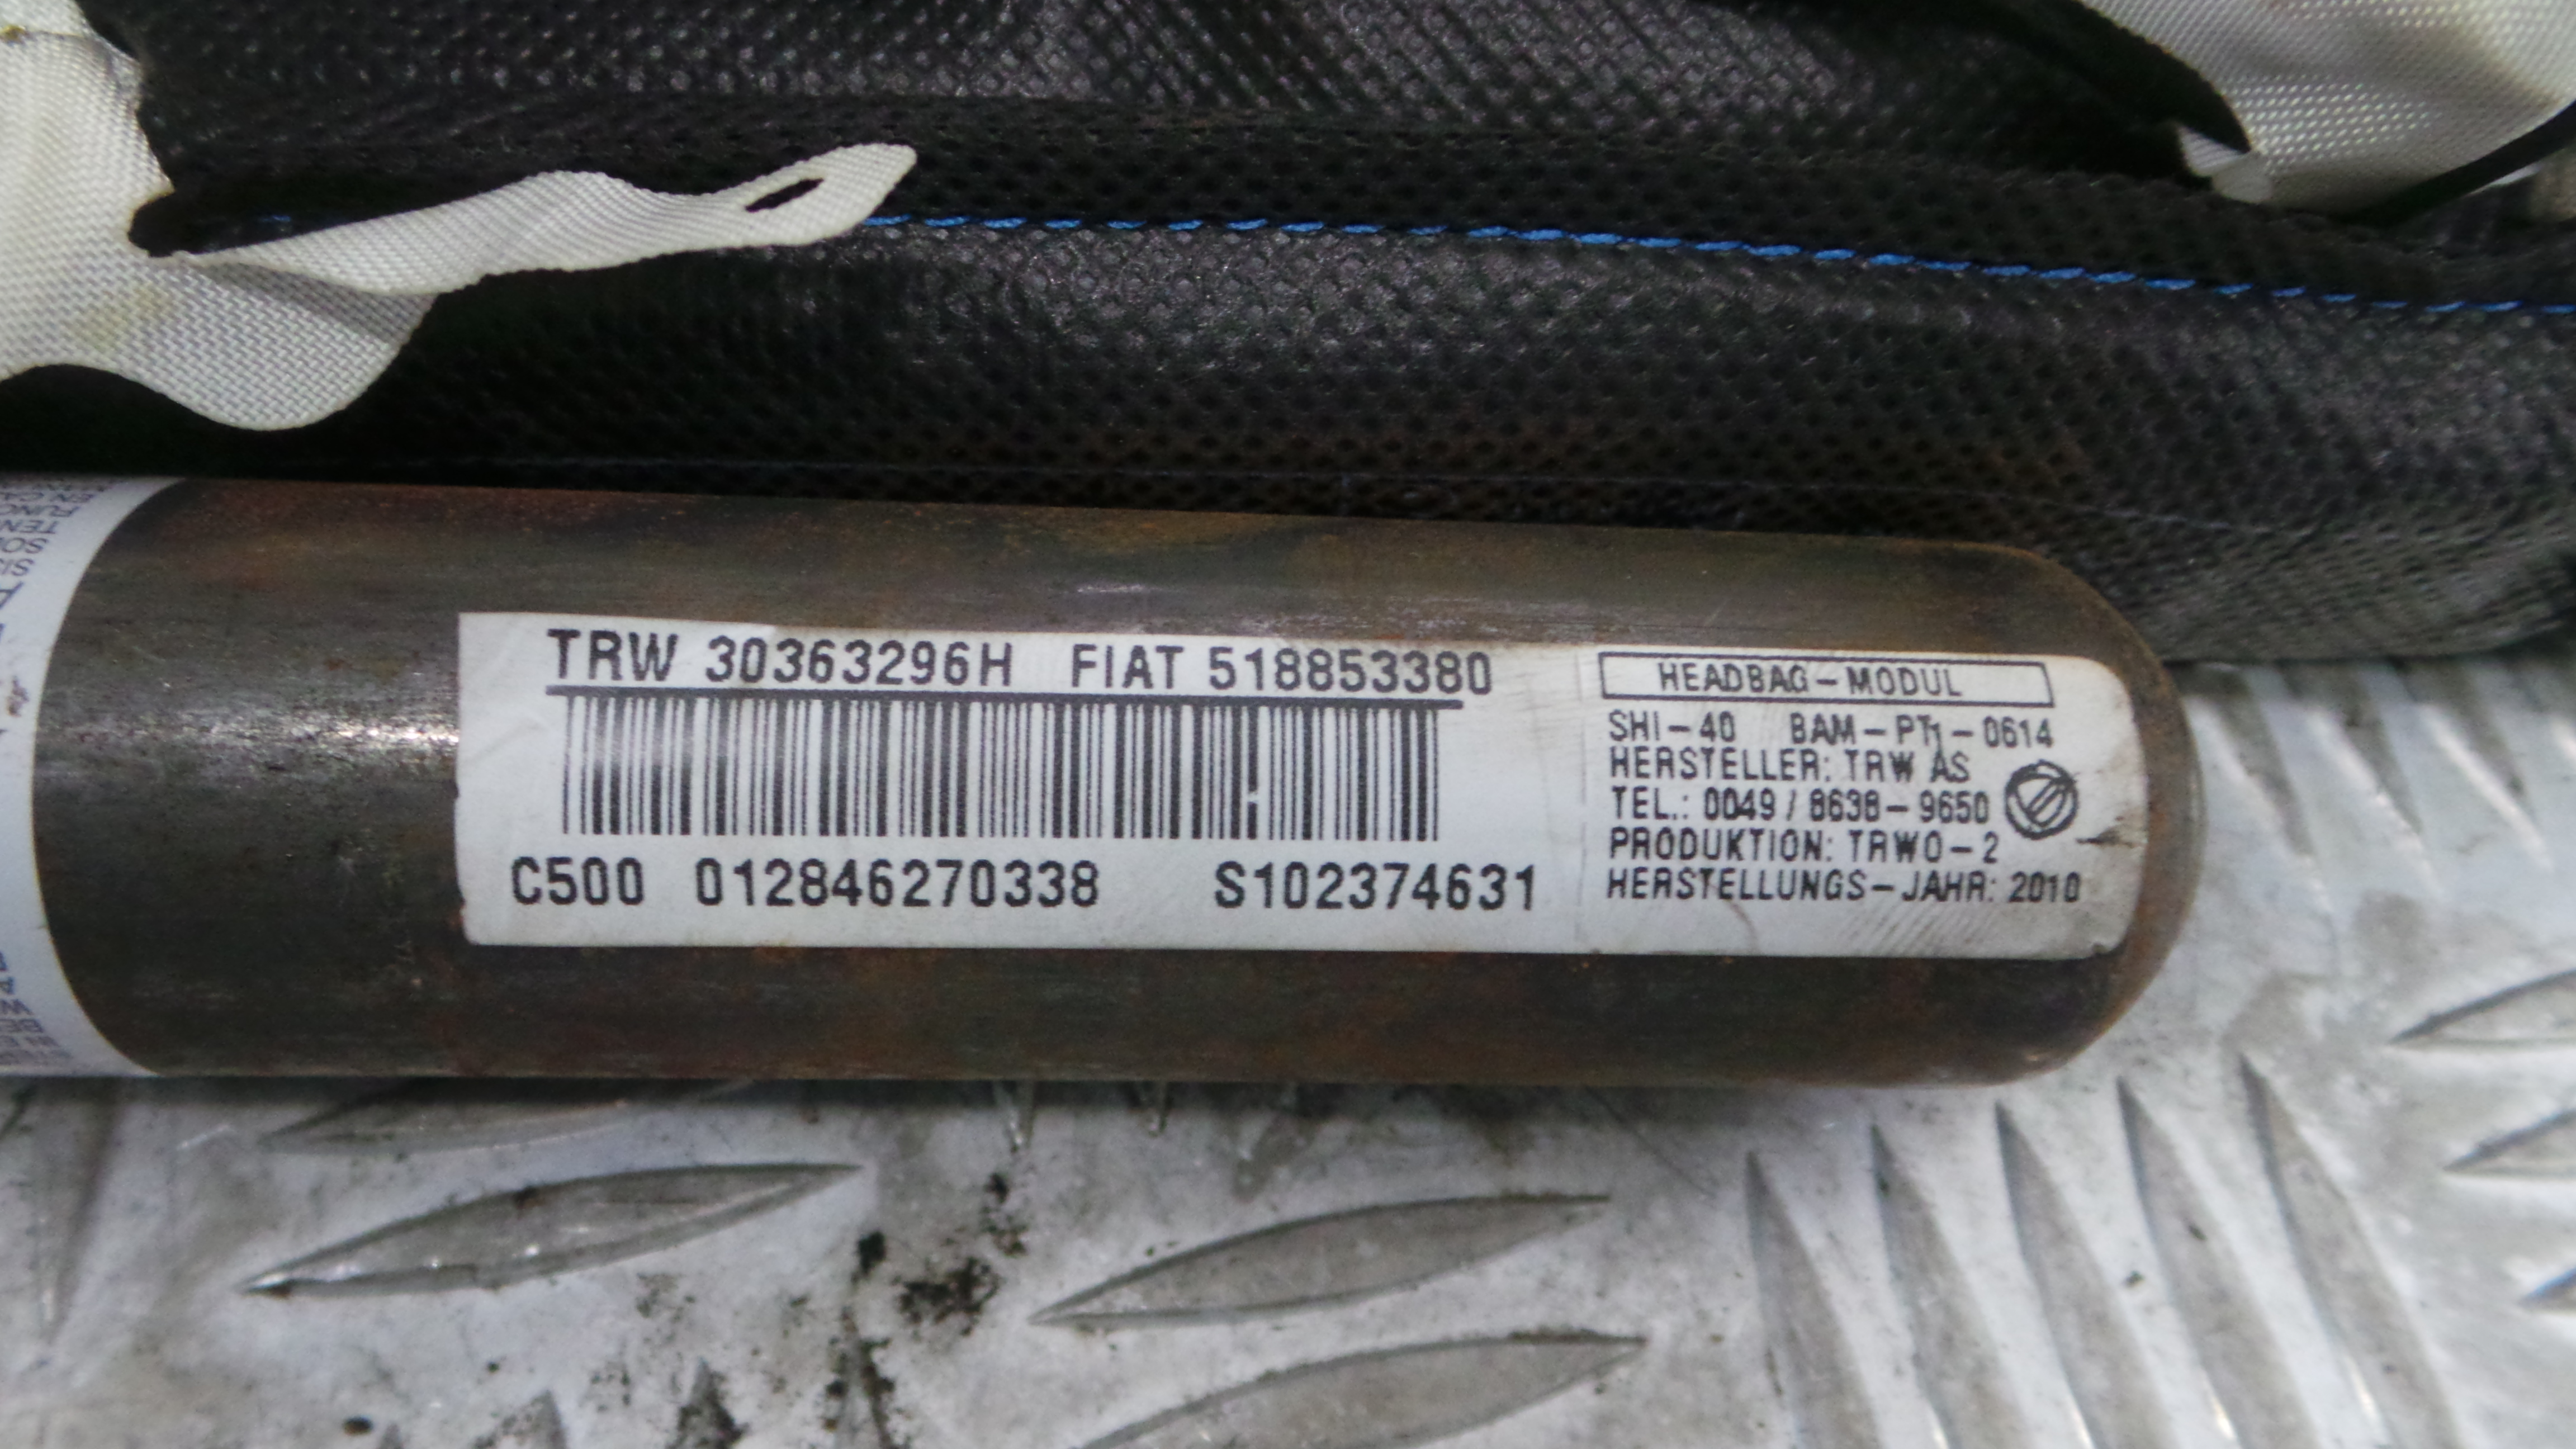 TRW 30363296H FIAT 518853380
C500 012846270338 S102374631
HEADBAG-MODUL
SHI-40 BAM-PT1-0614
HERSTELLER: TRW AS
TEL.: 0049 / 8638-9650
PRODUKTION: TRWO-2
HERSTELLUNGS-JAHR: 2010